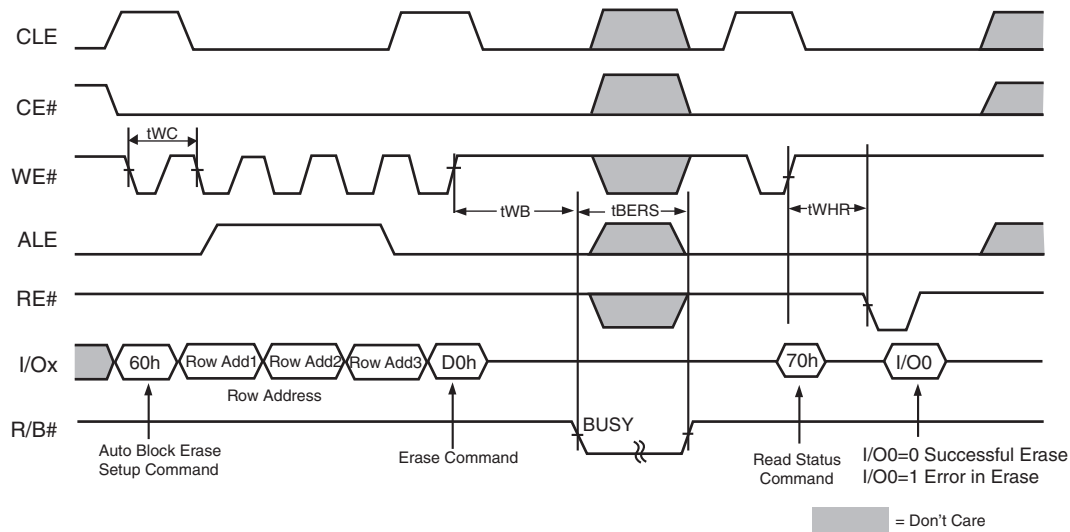 CLE
CE#
tWC
WE#
tWB
tBERS
tWHR
ALE
RE#
I/Ox
60h
Row Add1
Row Add2
Row Add3
D0h
70h
I/O0
Row Address
R/B#
BUSY
Auto Block Erase
Setup Command
Erase Command
Read Status
Command
I/O0=0 Successful Erase
I/O0=1 Error in Erase
= Don't Care